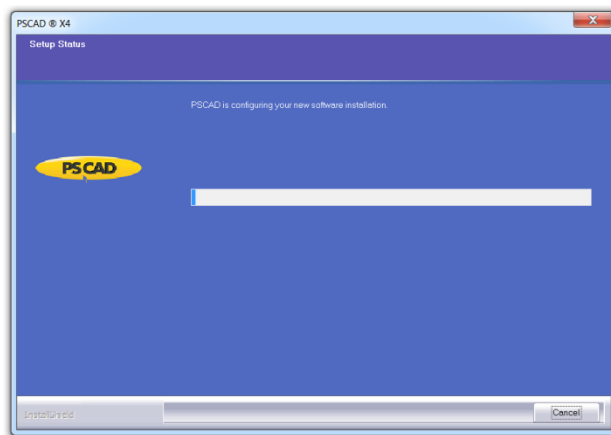 PSCAD ® X4
Setup Status
PSCAD is configuring your new software installation.
PSCAD
InstallShield
Cancel